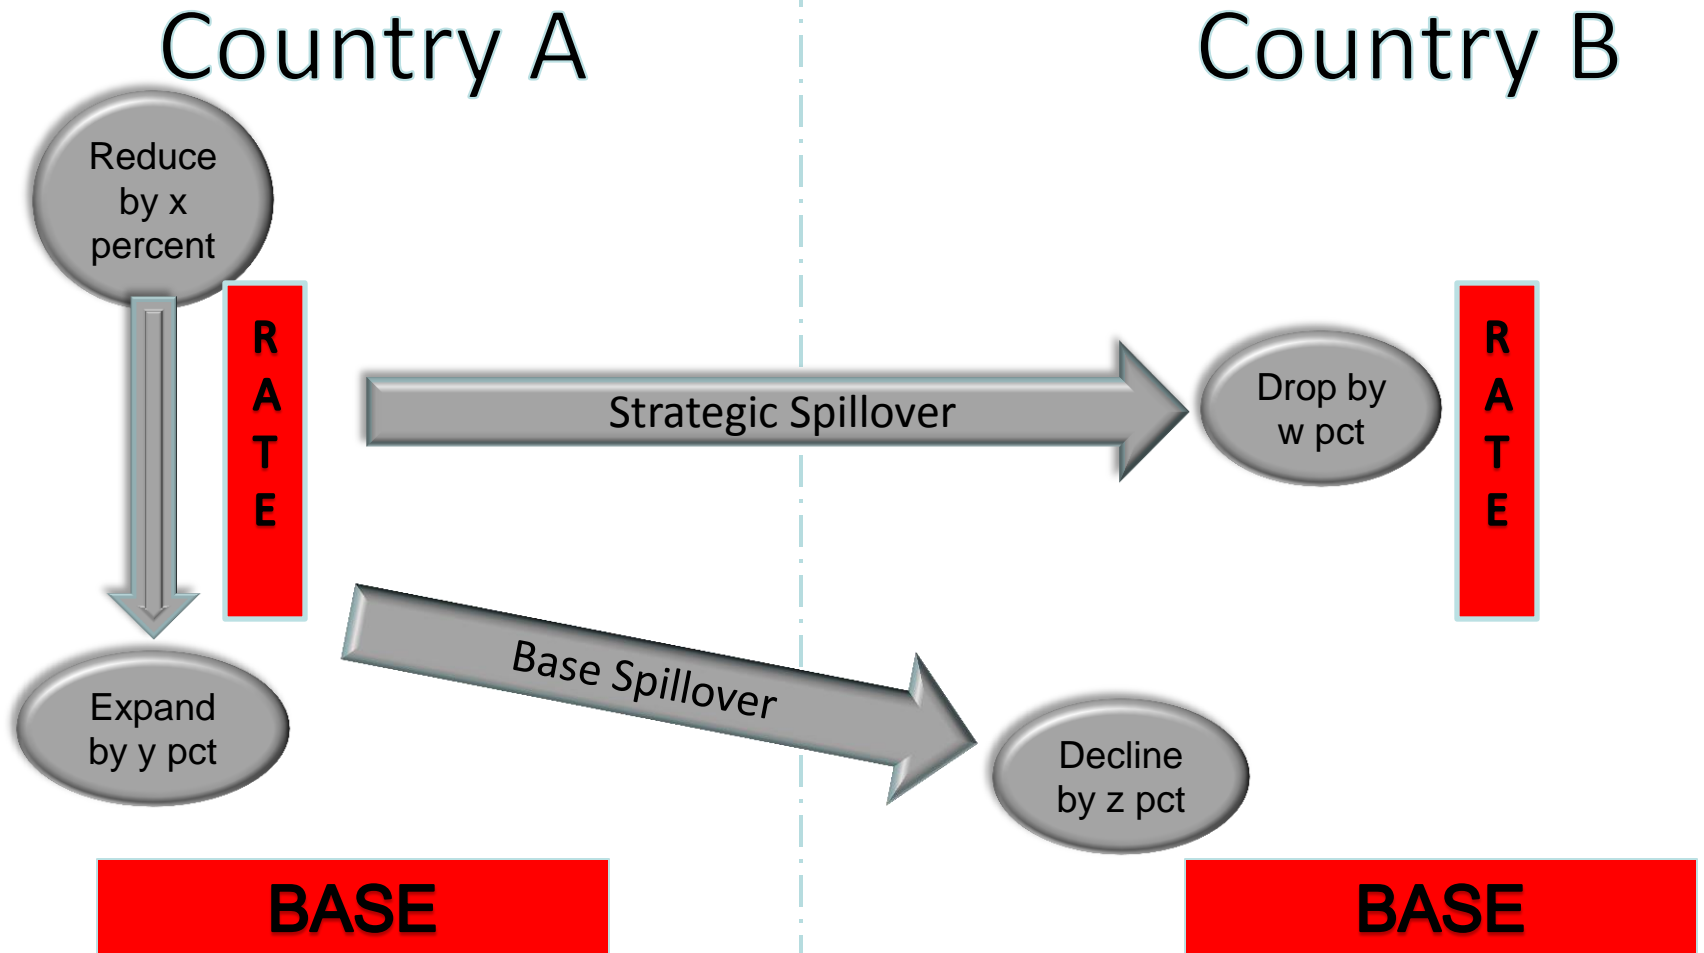 Country A
Country B
Reduce
by x
percent
R
A
T
E
Strategic Spillover
Drop by
w pct
R
A
T
E
Base Spillover
Expand
by y pct
Decline
by z pct
BASE
BASE